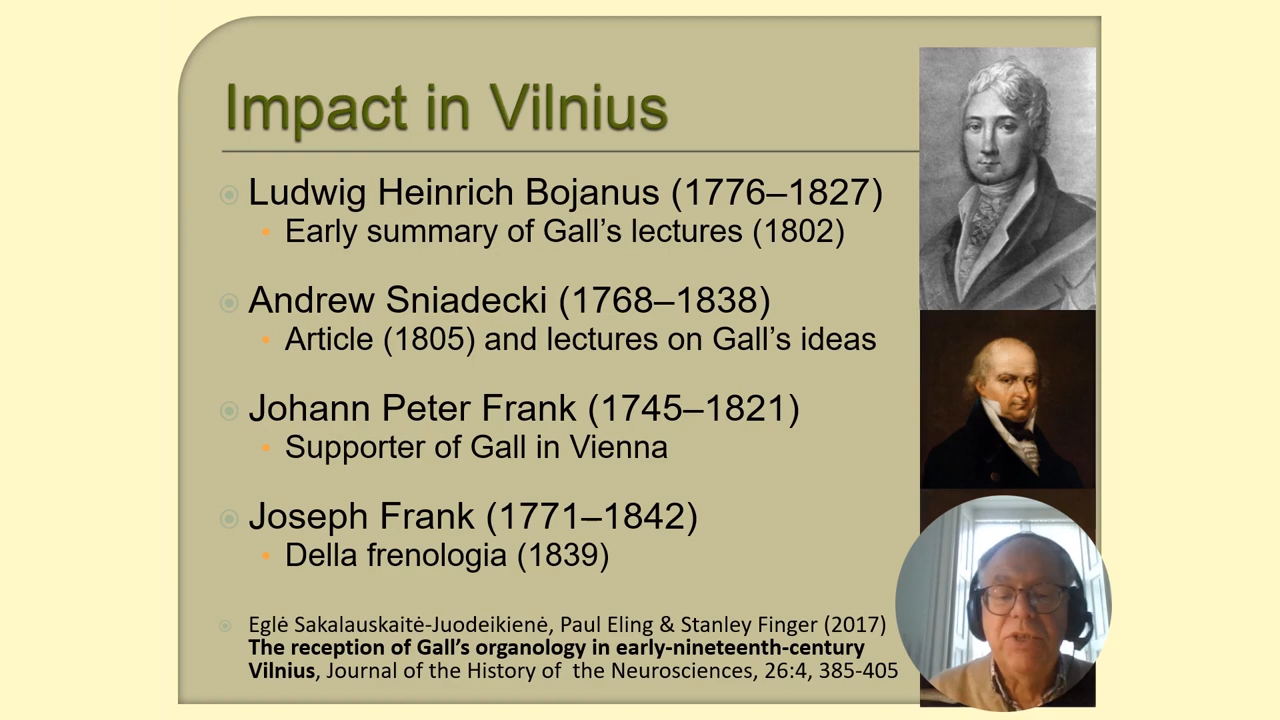 Impact in Vilnius
Ludwig Heinrich Bojanus (1776–1827)
Early summary of Gall’s lectures (1802)
Andrew Sniadecki (1768–1838)
Article (1805) and lectures on Gall’s ideas
Johann Peter Frank (1745–1821)
Supporter of Gall in Vienna
Joseph Frank (1771–1842)
Della frenologia (1839)
Eglė Sakalauskaitė-Juodeikienė, Paul Eling & Stanley Finger (2017)
The reception of Gall’s organology in early-nineteenth-century
Vilnius, Journal of the History of the Neurosciences, 26:4, 385-405